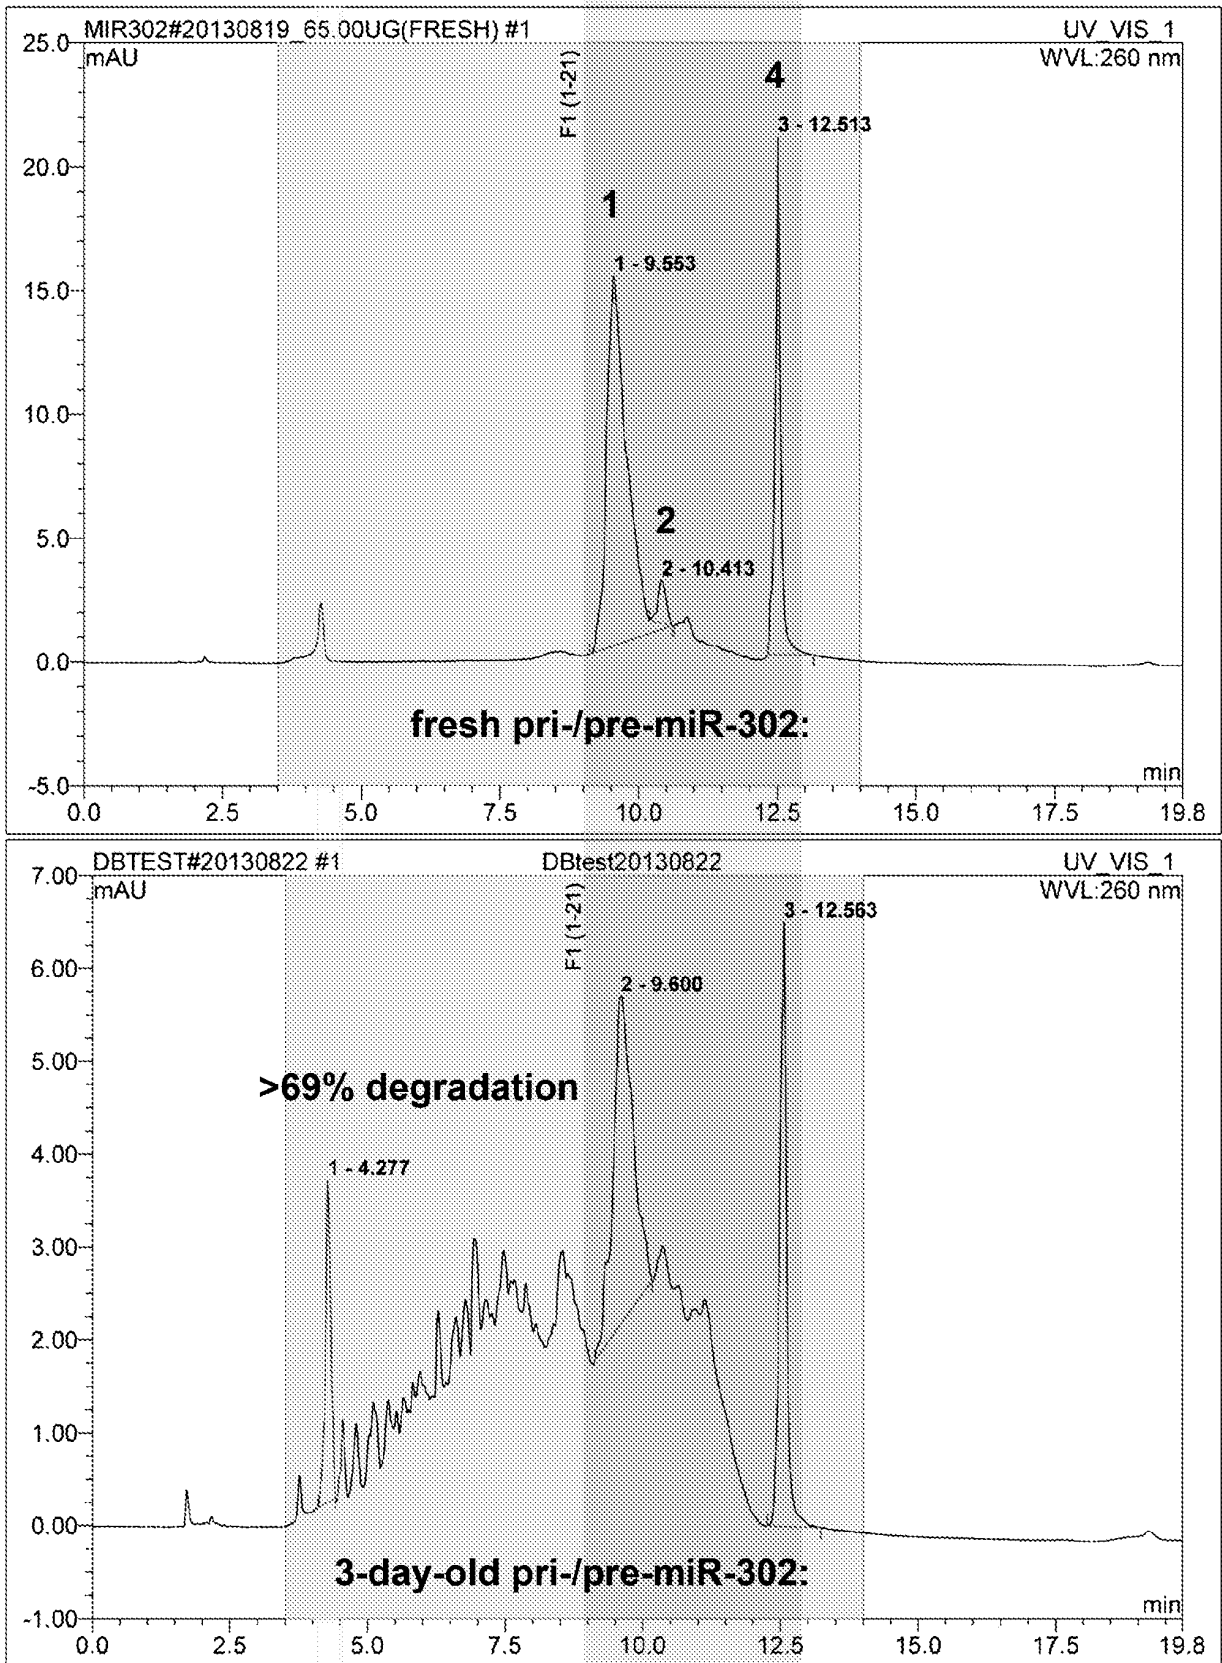 MIR302#20130819_65.00UG(FRESH) #1 UV_VIS_1
25.0 mAU WVL:260 nm
F1 (1-21)
4
3 - 12.513
20.0
1
1 - 9.553
15.0
10.0
2
5.0
2 - 10.413
0.0
fresh pri-/pre-miR-302:
min
-5.0
0.0 2.5 5.0 7.5 10.0 12.5 15.0 17.5 19.8
DBTEST#20130822 #1 DBtest20130822 UV_VIS_1
7.00 mAU WVL:260 nm
F1 (1-21)
3 - 12.563
6.00
2 - 9.600
5.00
>69% degradation
4.00
1 - 4.277
3.00
2.00
1.00
0.00
3-day-old pri-/pre-miR-302:
min
-1.00
0.0 2.5 5.0 7.5 10.0 12.5 15.0 17.5 19.8